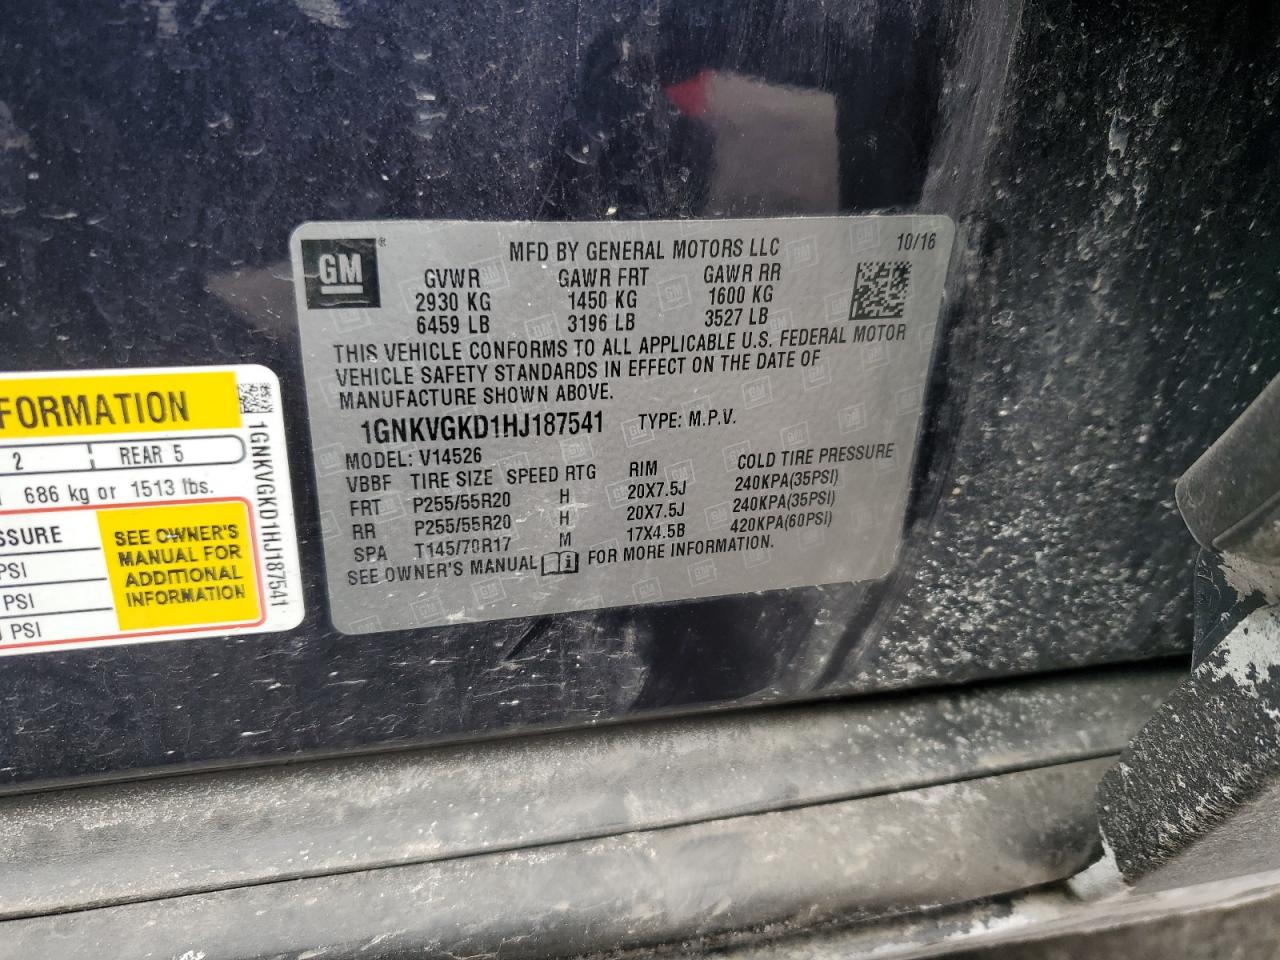 GM
MFD BY GENERAL MOTORS LLC
10/16
GVWR GAWR FRT GAWR RR
2930 KG 1450 KG 1600 KG
6459 LB 3196 LB 3527 LB
THIS VEHICLE CONFORMS TO ALL APPLICABLE U.S. FEDERAL MOTOR
VEHICLE SAFETY STANDARDS IN EFFECT ON THE DATE OF
MANUFACTURE SHOWN ABOVE.
1GNKVGKD1HJ187541 TYPE: M.P.V.
MODEL: V14526
VBBF TIRE SIZE SPEED RTG RIM COLD TIRE PRESSURE
FRT P255/55R20 H 20X7.5J 240KPA(35PSI)
RR P255/55R20 H 20X7.5J 240KPA(35PSI)
SPA T145/70R17 M 17X4.5B 420KPA(60PSI)
SEE OWNER'S MANUAL FOR MORE INFORMATION.
FORMATION
2 REAR 5
686 kg or 1513 lbs.
SSURE
PSI
PSI
PSI
SEE OWNER'S
MANUAL FOR
ADDITIONAL
INFORMATION
1GNKVGKD1HJ187541